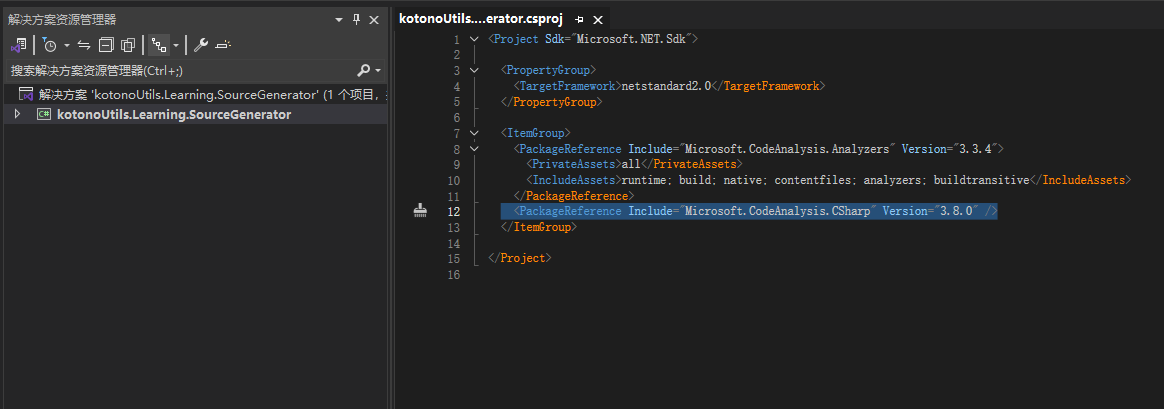 解决方案资源管理器
搜索解决方案资源管理器(Ctrl+;)
解决方案 'kotonoUtils.Learning.SourceGenerator' (1 个项目,
kotonoUtils.Learning.SourceGenerator
kotonoUtils....erator.csproj
1 <Project Sdk="Microsoft.NET.Sdk">
2
3 <PropertyGroup>
4 <TargetFramework>netstandard2.0</TargetFramework>
5 </PropertyGroup>
6
7 <ItemGroup>
8 <PackageReference Include="Microsoft.CodeAnalysis.Analyzers" Version="3.3.4">
9 <PrivateAssets>all</PrivateAssets>
10 <IncludeAssets>runtime; build; native; contentfiles; analyzers; buildtransitive</IncludeAssets>
11 </PackageReference>
12 <PackageReference Include="Microsoft.CodeAnalysis.CSharp" Version="3.8.0" />
13 </ItemGroup>
14
15 </Project>
16